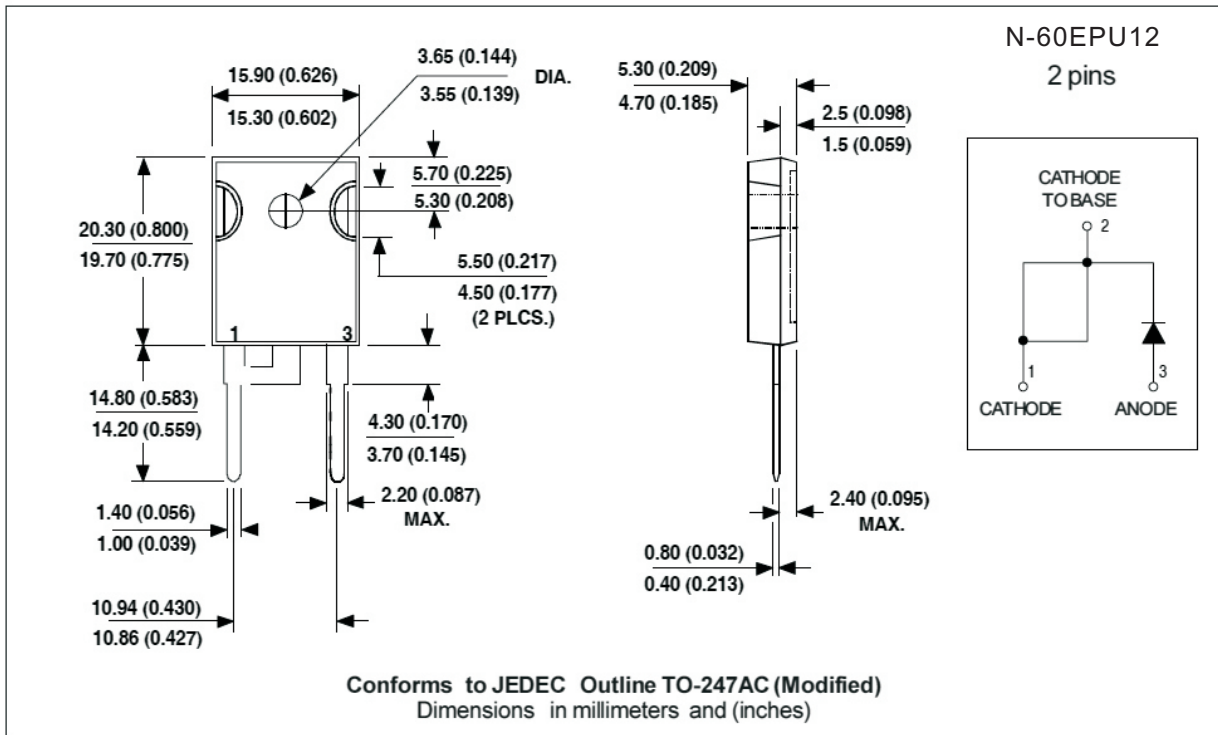 N-60EPU12
2 pins
3.65 (0.144)
3.55 (0.139)
DIA.
15.90 (0.626)
15.30 (0.602)
5.30 (0.209)
4.70 (0.185)
2.5 (0.098)
1.5 (0.059)
5.70 (0.225)
5.30 (0.208)
20.30 (0.800)
19.70 (0.775)
5.50 (0.217)
4.50 (0.177)
(2 PLCS.)
1
3
14.80 (0.583)
14.20 (0.559)
4.30 (0.170)
3.70 (0.145)
2.20 (0.087)
MAX.
1.40 (0.056)
1.00 (0.039)
10.94 (0.430)
10.86 (0.427)
2.40 (0.095)
MAX.
0.80 (0.032)
0.40 (0.213)
CATHODE
TO BASE
2
1
3
CATHODE
ANODE
Conforms to JEDEC Outline TO-247AC (Modified)
Dimensions in millimeters and (inches)